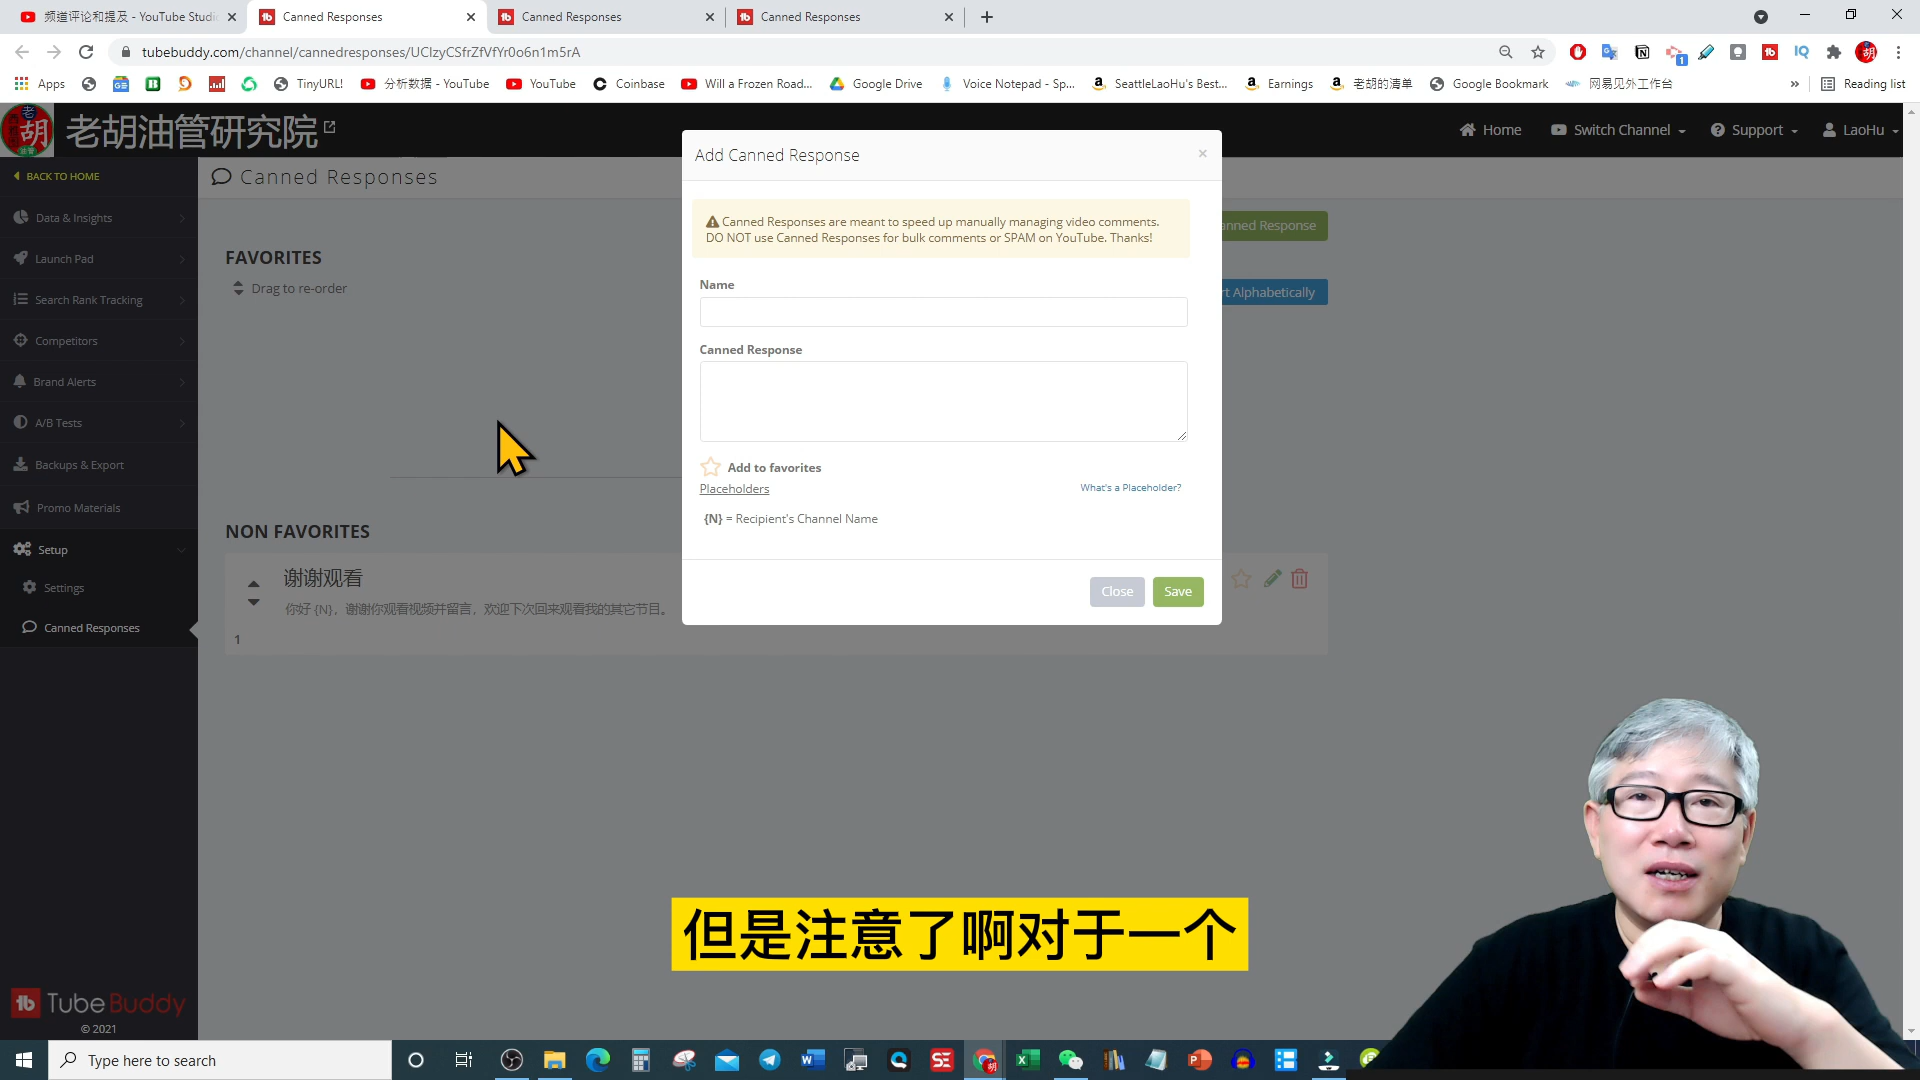 频道评论和提及 - YouTube Studi
Canned Responses
Canned Responses
Canned Responses
tubebuddy.com/channel/cannedresponses/UCIzyCSfrZfVfYr0o6n1m5rA
Apps
TinyURL!
分析数据 - YouTube
YouTube
Coinbase
Will a Frozen Road...
Google Drive
Voice Notepad - Sp...
SeattleLaoHu's Best...
Earnings
老胡的清单
Google Bookmark
网易见外工作台
»
Reading list
老胡油管研究院
Home
Switch Channel
Support
LaoHu
BACK TO HOME
Data & Insights
Launch Pad
Search Rank Tracking
Competitors
Brand Alerts
A/B Tests
Backups & Export
Promo Materials
Setup
Settings
Canned Responses
TubeBuddy
© 2021
Canned Responses
anned Response
FAVORITES
Drag to re-order
rt Alphabetically
NON FAVORITES
谢谢观看
你好 {N}，谢谢你观看视频并留言，欢迎下次回来观看我的其它节目。
1
Add Canned Response
×
Canned Responses are meant to speed up manually managing video comments.
DO NOT use Canned Responses for bulk comments or SPAM on YouTube. Thanks!
Name
Canned Response
Add to favorites
Placeholders
What's a Placeholder?
{N} = Recipient's Channel Name
Close
Save
但是注意了啊对于一个
Type here to search